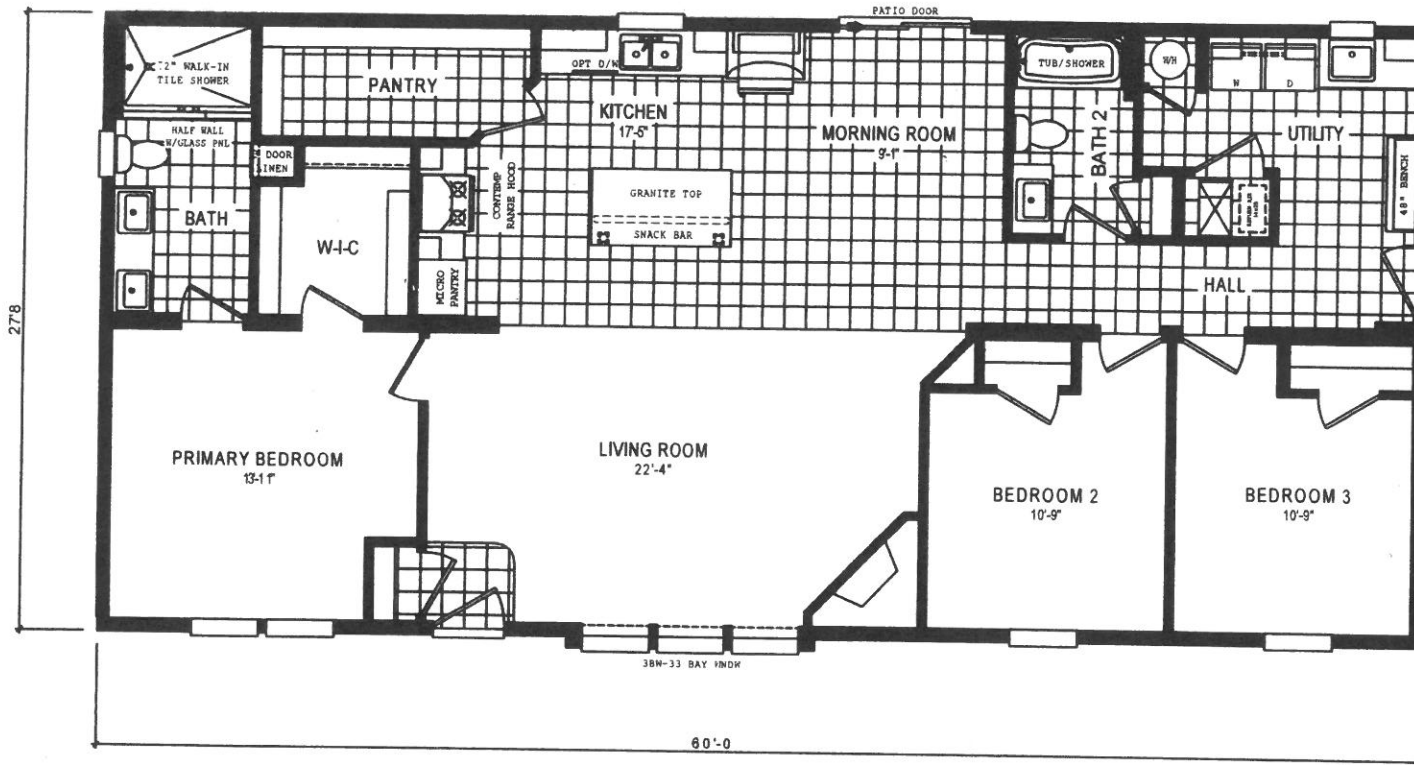 PATIO DOOR
72" WALK-IN
TILE SHOWER
PANTRY
OPT D/W
KITCHEN
17'-5"
MORNING ROOM
9'-1"
TUB/SHOWER
W/H
W
D
UTILITY
HALF WALL
W/GLASS PNL
DOOR
LINEN
BATH
W-I-C
CONTEMP
RANGE HOOD
MICRO
PANTRY
GRANITE TOP
SNACK BAR
BATH 2
48" BENCH
HALL
27'8
PRIMARY BEDROOM
13'-11"
LIVING ROOM
22'-4"
BEDROOM 2
10'-9"
BEDROOM 3
10'-9"
3BW-33 BAY WNDW
60'-0